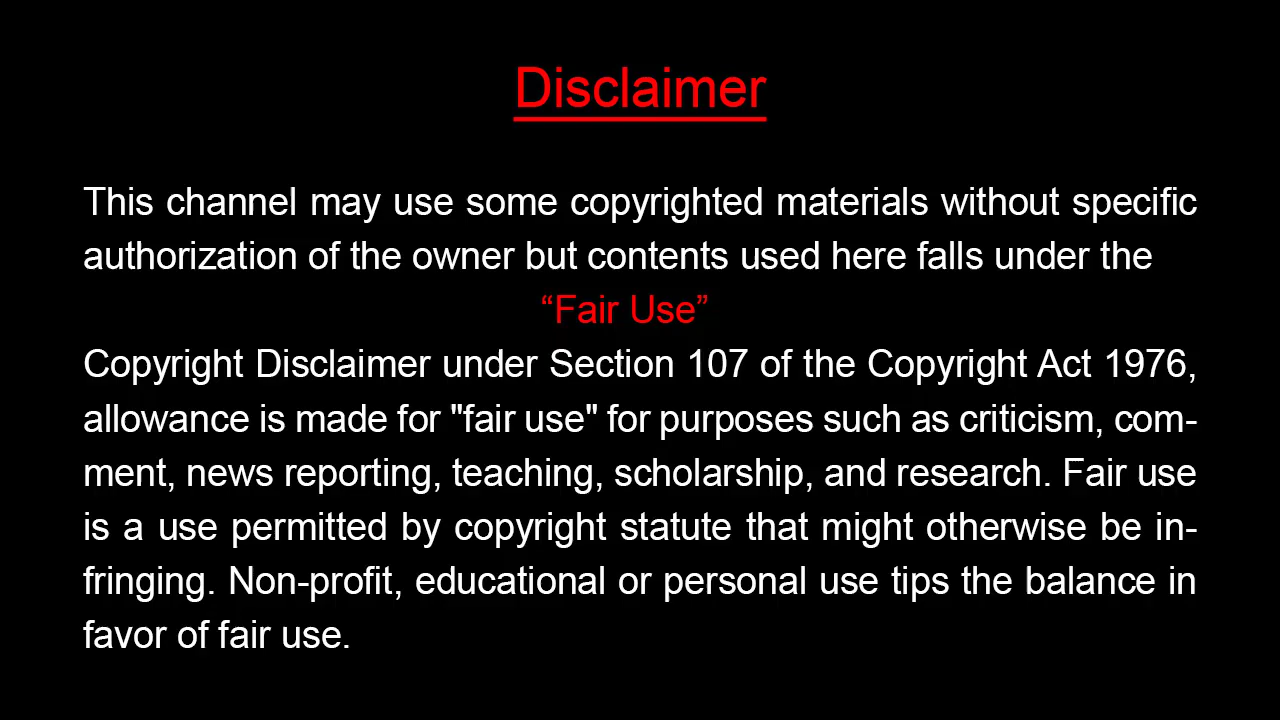 Disclaimer
This channel may use some copyrighted materials without specific
authorization of the owner but contents used here falls under the
“Fair Use”
Copyright Disclaimer under Section 107 of the Copyright Act 1976,
allowance is made for "fair use" for purposes such as criticism, com-
ment, news reporting, teaching, scholarship, and research. Fair use
is a use permitted by copyright statute that might otherwise be in-
fringing. Non-profit, educational or personal use tips the balance in
favor of fair use.